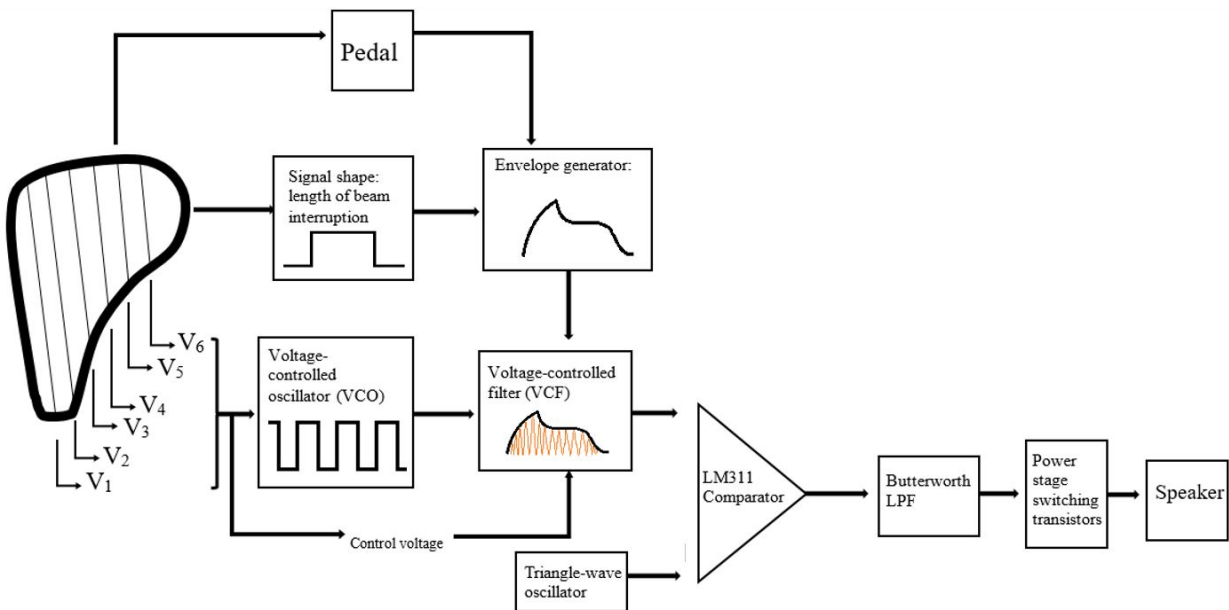 Pedal
Signal shape:
length of beam
interruption
Envelope generator:
V₆
V₅
V₄
V₃
V₂
V₁
Voltage-
controlled
oscillator (VCO)
Voltage-controlled
filter (VCF)
Control voltage
Triangle-wave
oscillator
LM311
Comparator
Butterworth
LPF
Power
stage
switching
transistors
Speaker